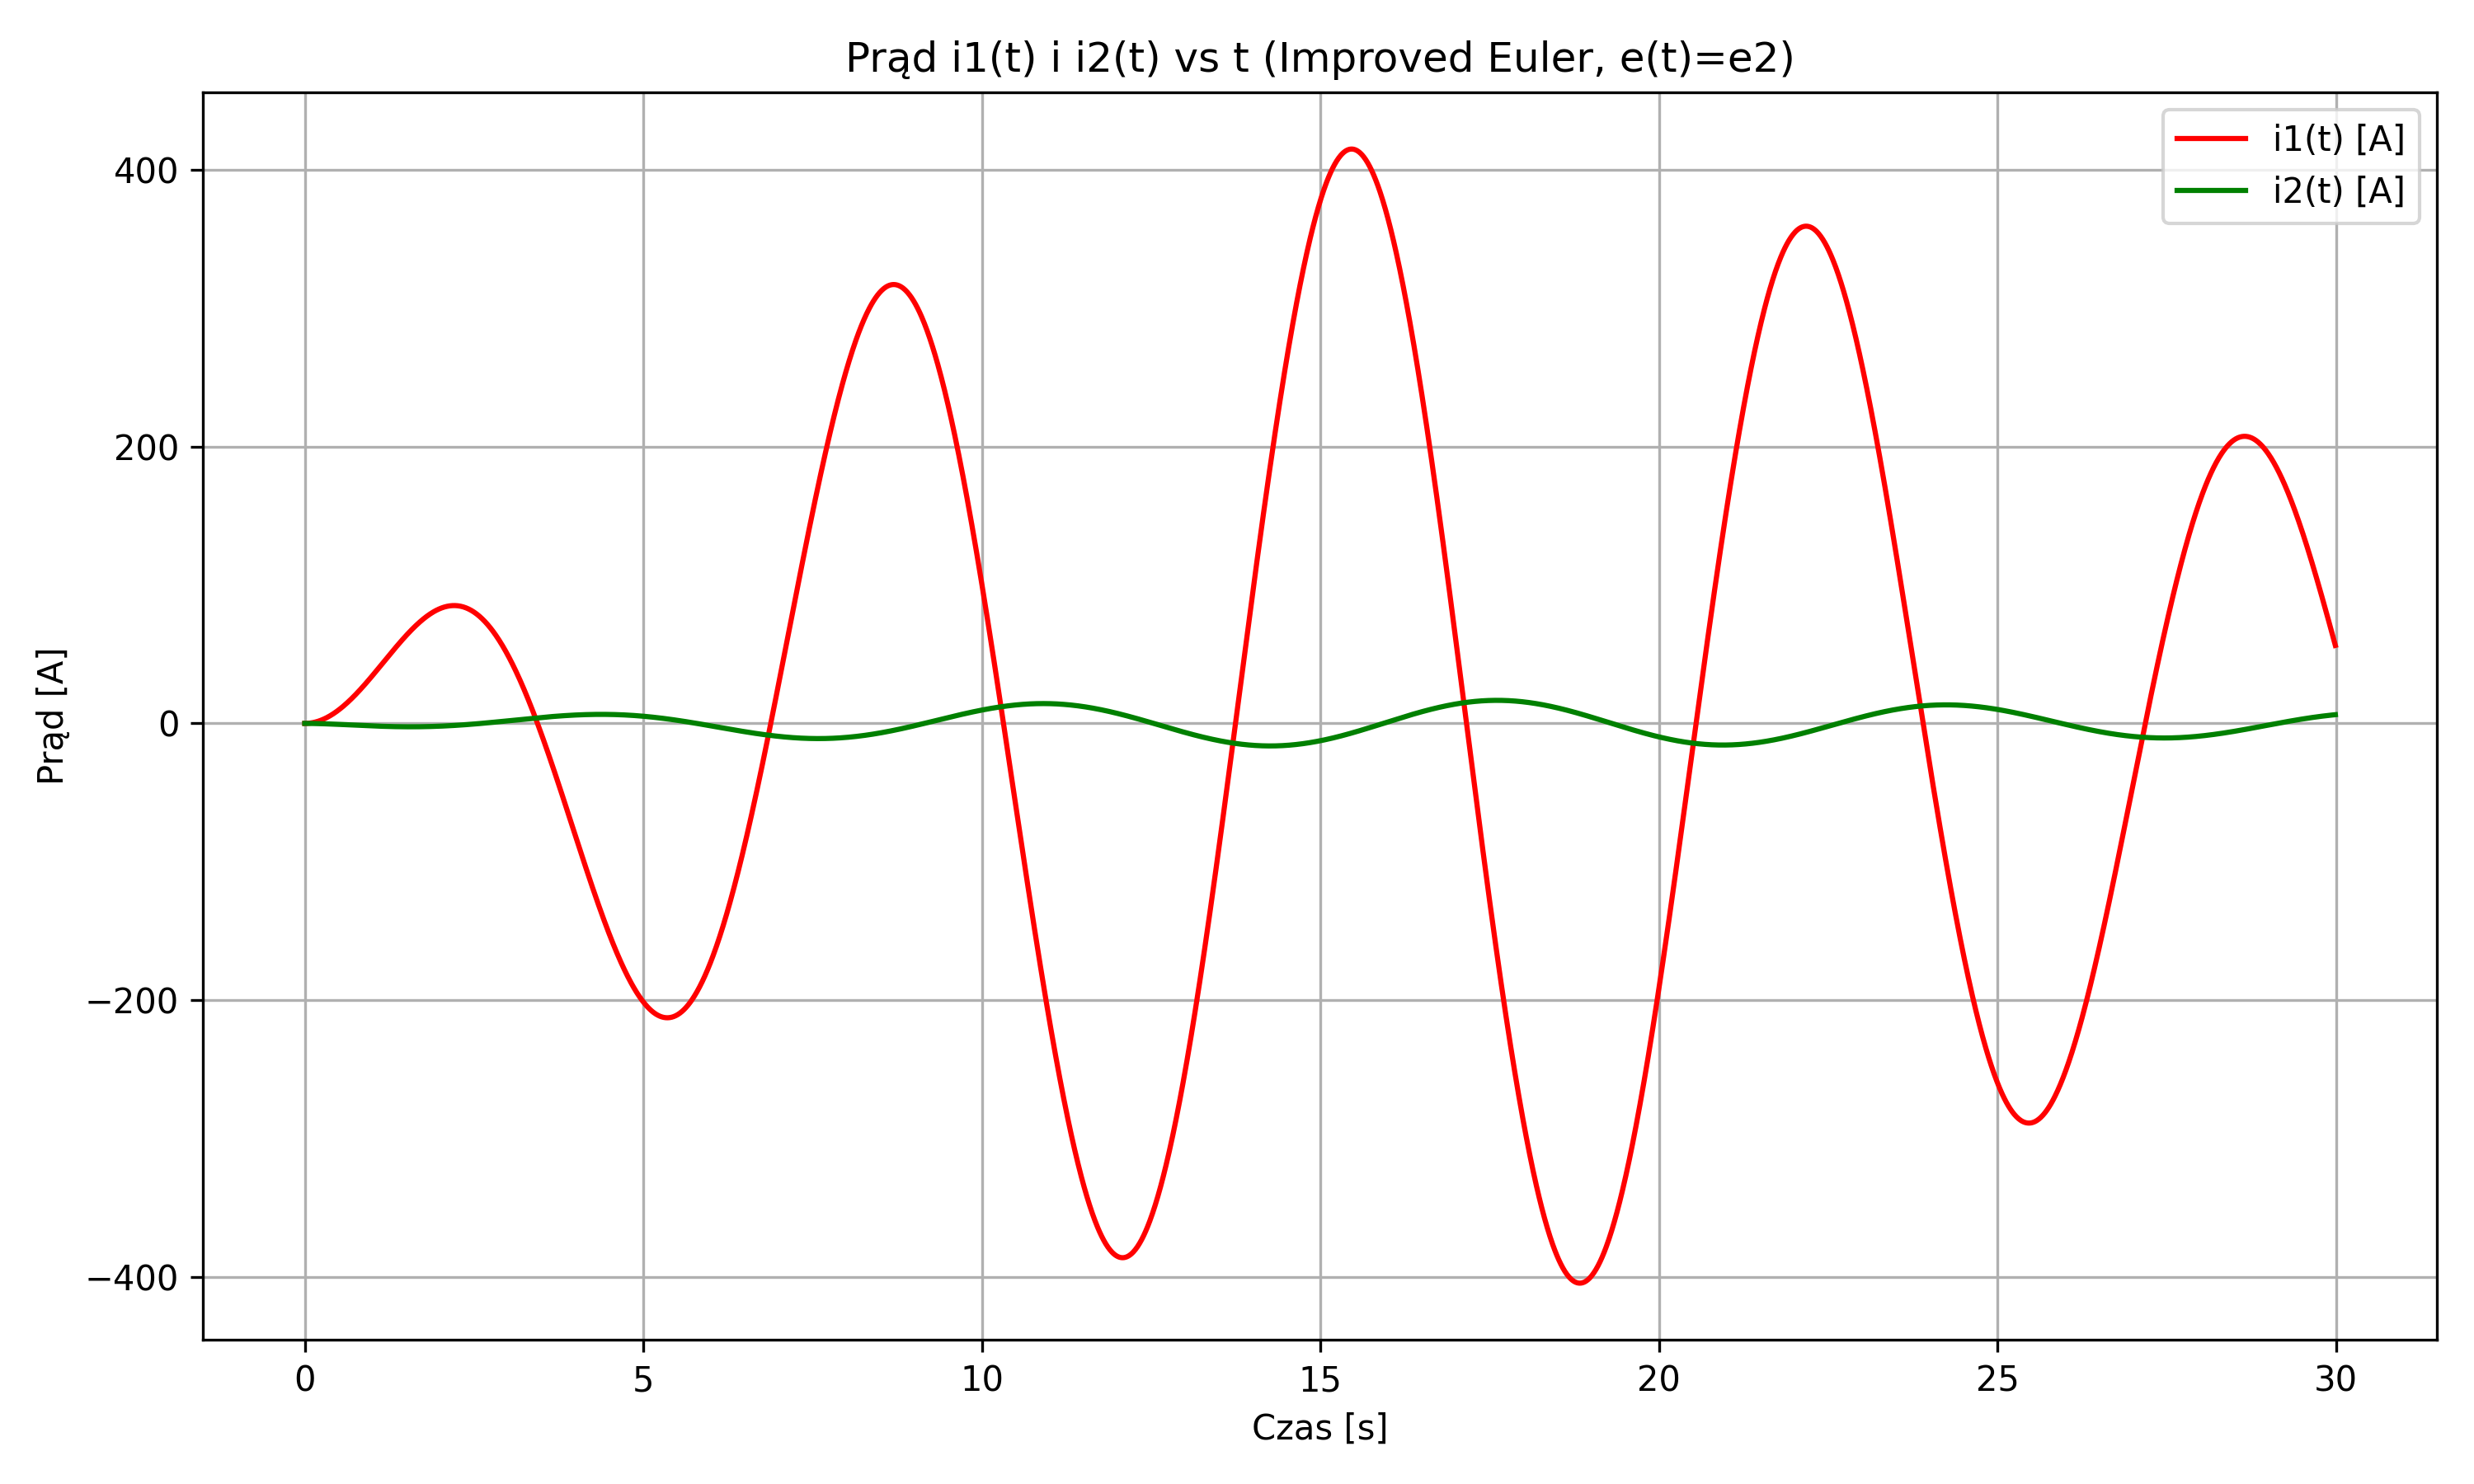 Prąd i1(t) i i2(t) vs t (Improved Euler, e(t)=e2)
i1(t) [A]
i2(t) [A]
Prąd [A]
400
200
0
−200
−400
0 5 10 15 20 25 30
Czas [s]